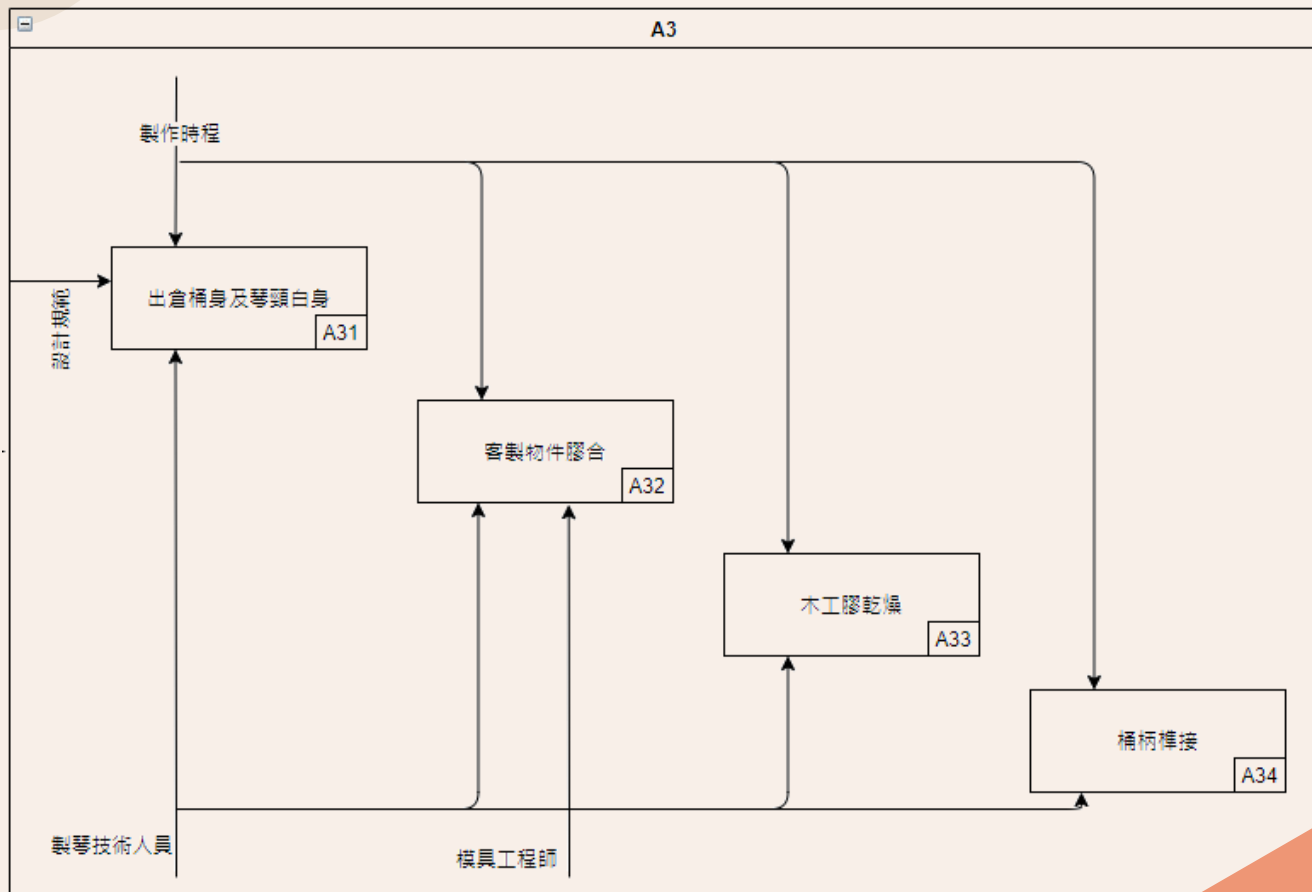 A3
製作時程
設計規範
出倉桶身及琴頸白身
A31
客製物件膠合
A32
木工膠乾燥
A33
桶柄榫接
A34
製琴技術人員
模具工程師